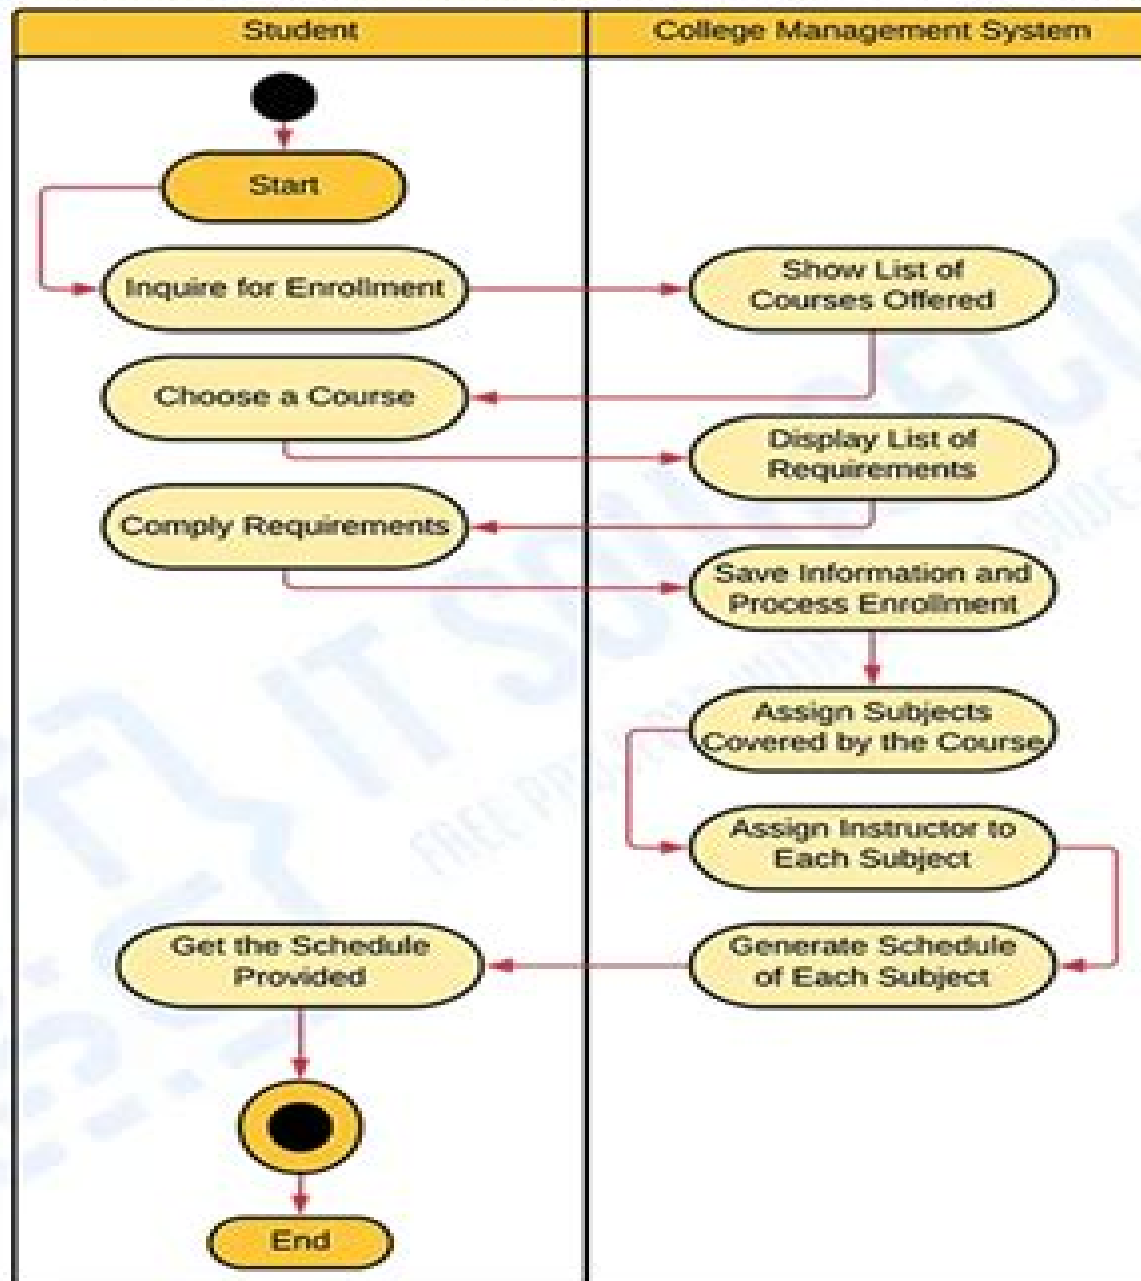 Student
College Management System
Start
Inquire for Enrollment
Show List of
Courses Offered
Choose a Course
Display List of
Requirements
Comply Requirements
Save Information and
Process Enrollment
Assign Subjects
Covered by the Course
Assign Instructor to
Each Subject
Get the Schedule
Provided
Generate Schedule
of Each Subject
End
IT
FREE